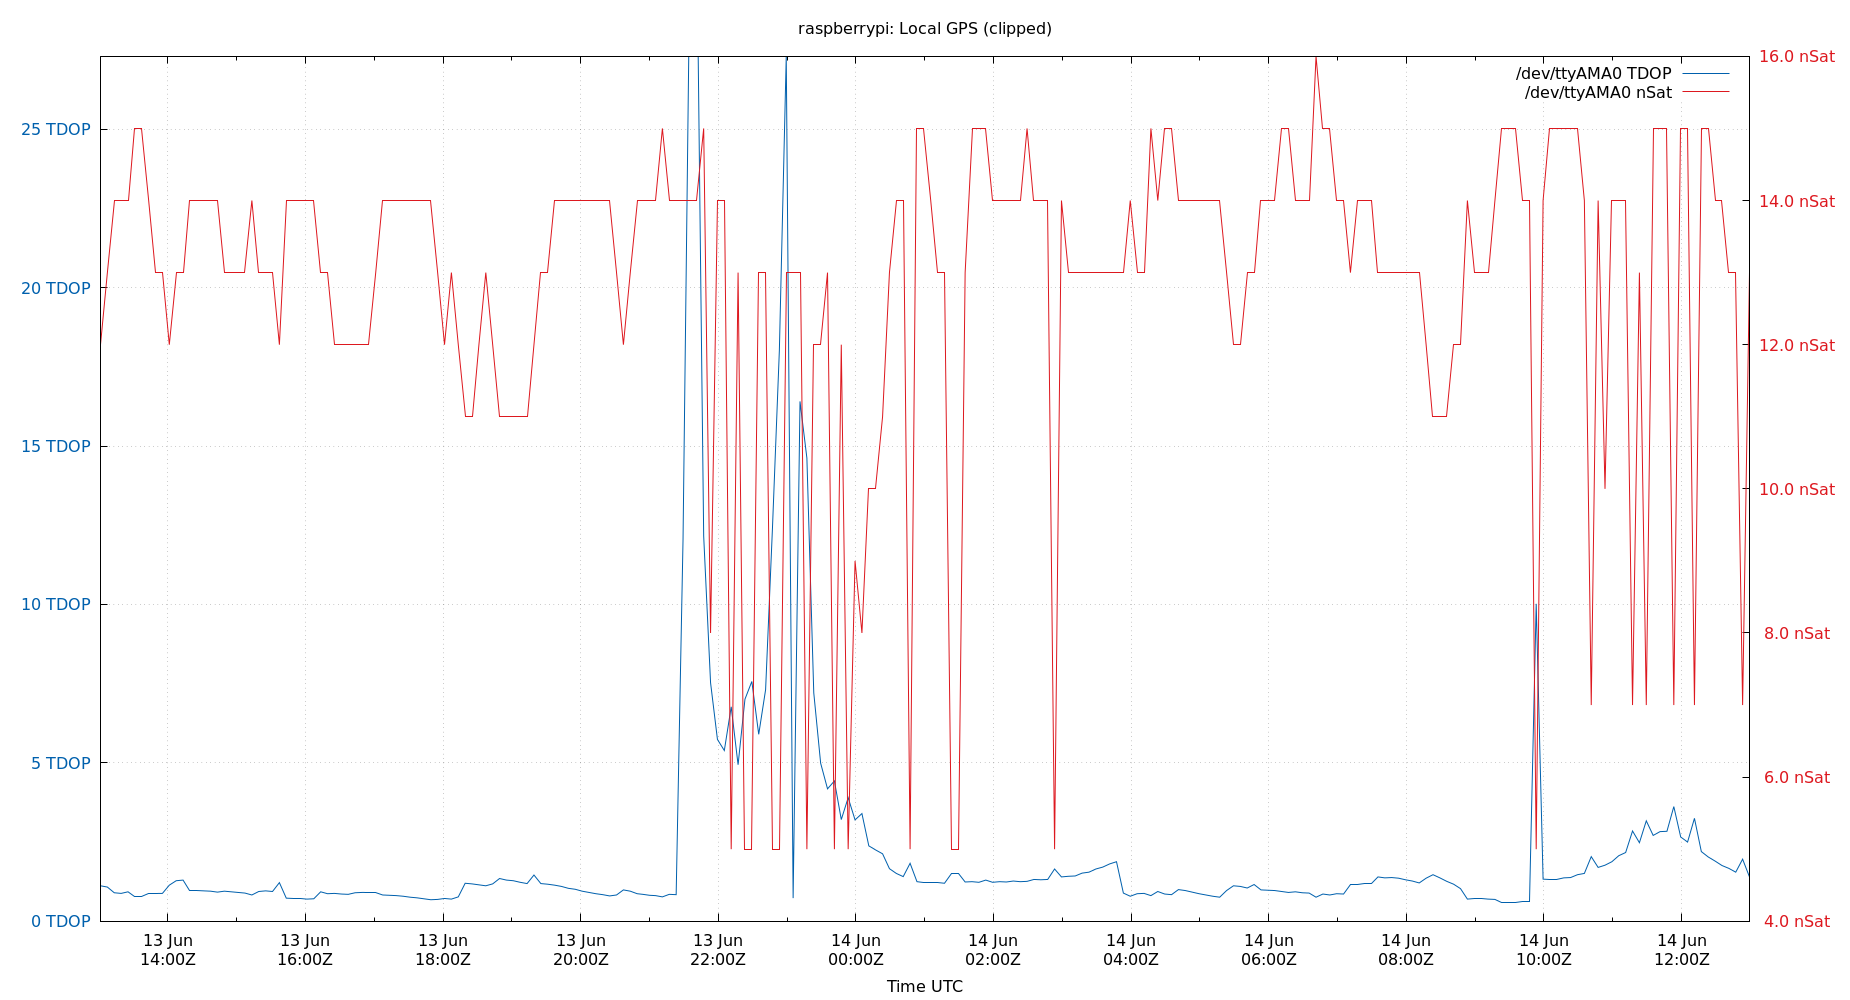 raspberrypi: Local GPS (clipped)
/dev/ttyAMA0 TDOP
/dev/ttyAMA0 nSat
25 TDOP
20 TDOP
15 TDOP
10 TDOP
5 TDOP
0 TDOP
16.0 nSat
14.0 nSat
12.0 nSat
10.0 nSat
8.0 nSat
6.0 nSat
4.0 nSat
13 Jun 13 Jun 13 Jun 13 Jun 13 Jun 14 Jun 14 Jun 14 Jun 14 Jun 14 Jun 14 Jun 14 Jun
14:00Z 16:00Z 18:00Z 20:00Z 22:00Z 00:00Z 02:00Z 04:00Z 06:00Z 08:00Z 10:00Z 12:00Z
Time UTC